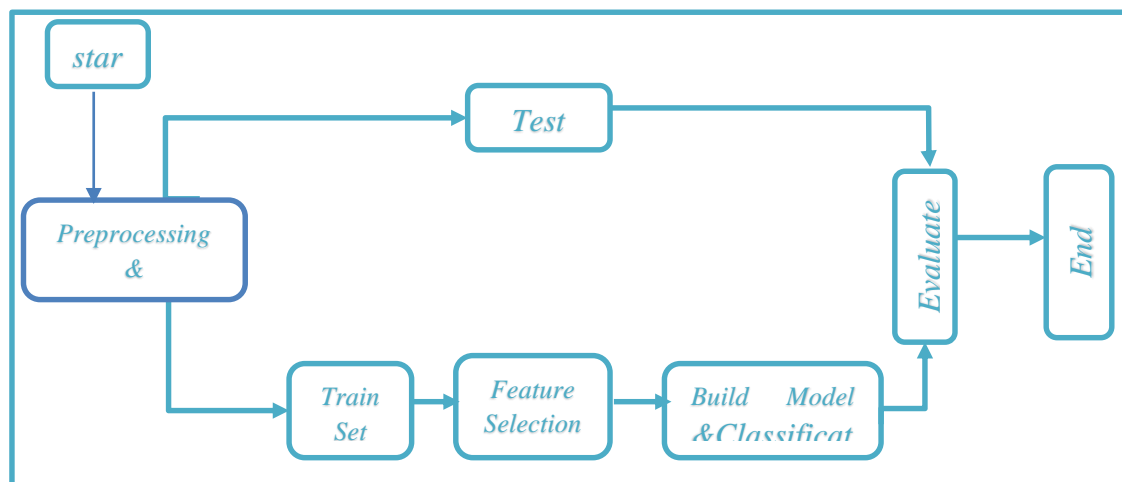 star
Test
Preprocessing
&
Evaluate
End
Train
Set
Feature
Selection
Build Model
&Classificat